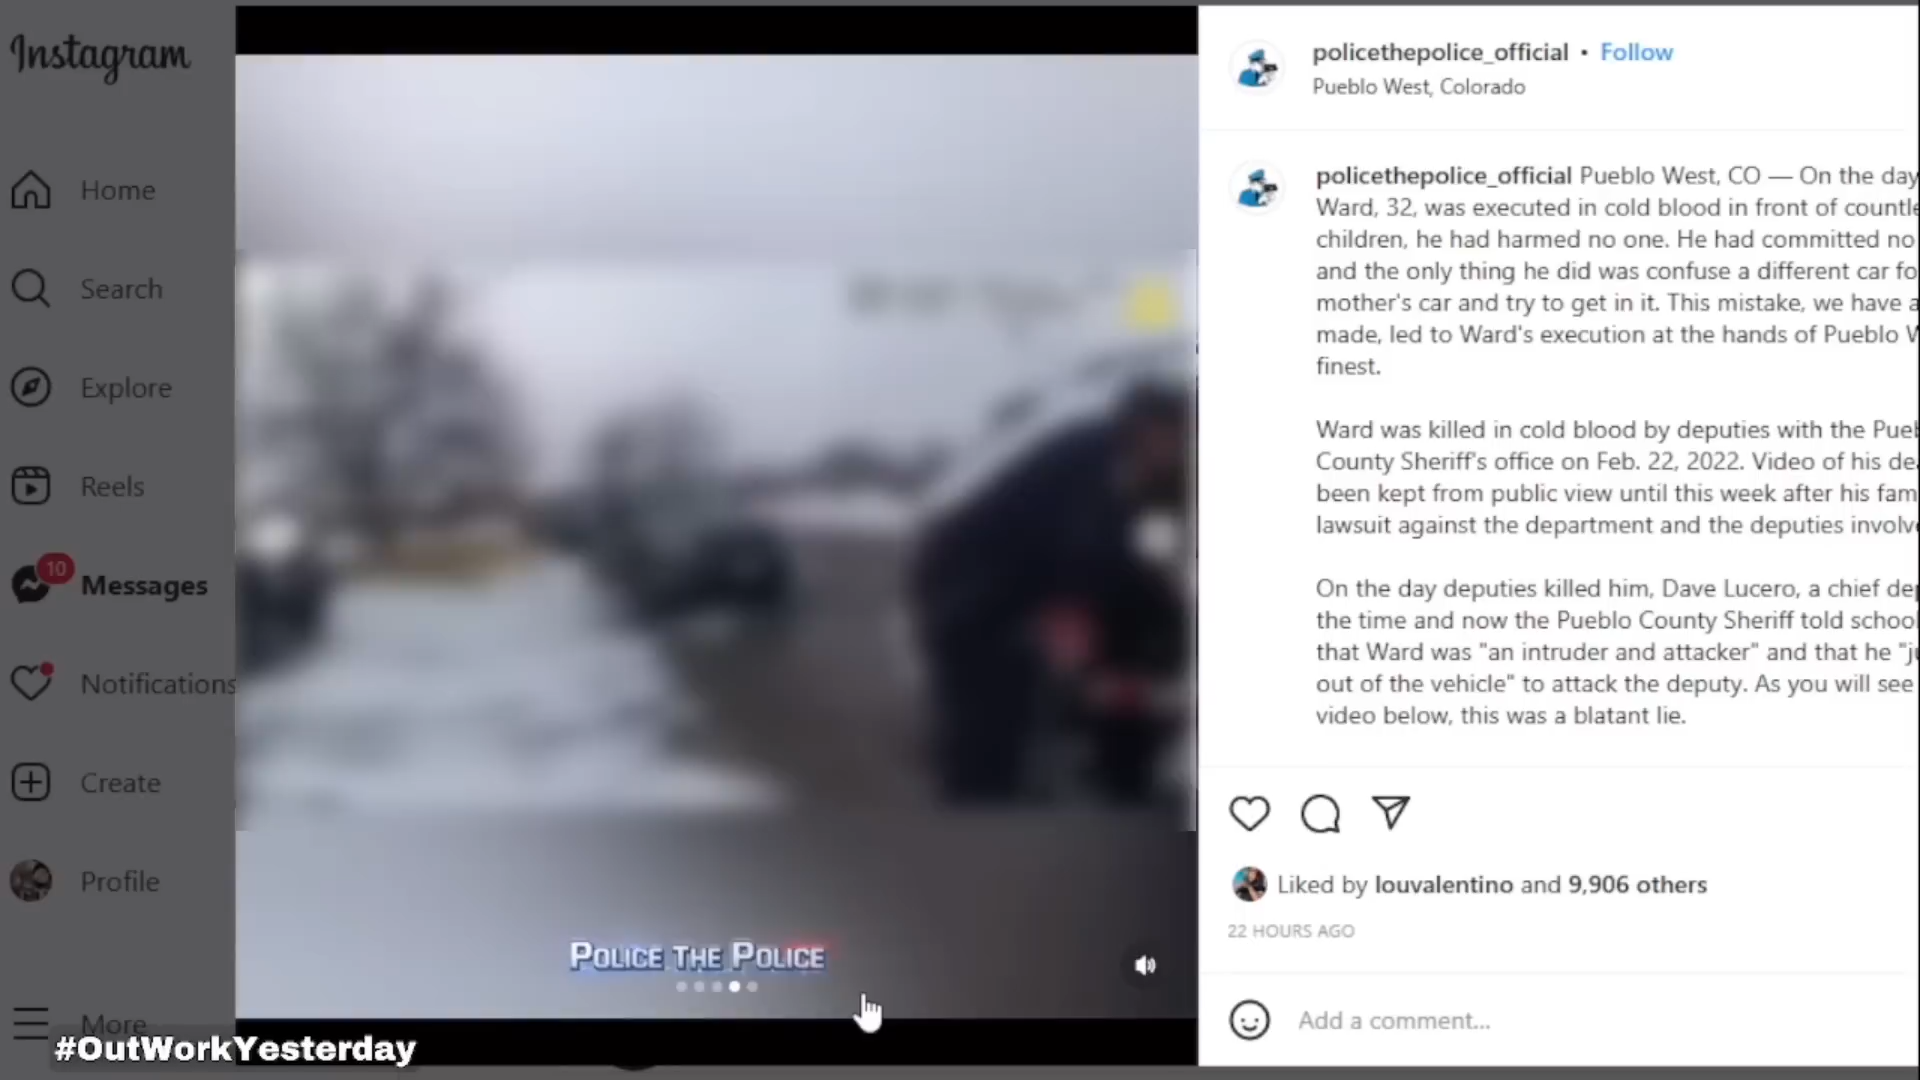 Instagram
Home
Search
Explore
Reels
10
Messages
Notifications
Create
Profile
More
#OutWorkYesterday
POLICE THE POLICE
policethepolice_official • Follow
Pueblo West, Colorado
policethepolice_official Pueblo West, CO — On the day
Ward, 32, was executed in cold blood in front of countle
children, he had harmed no one. He had committed no
and the only thing he did was confuse a different car fo
mother's car and try to get in it. This mistake, we have a
made, led to Ward's execution at the hands of Pueblo W
finest.
Ward was killed in cold blood by deputies with the Pueb
County Sheriff's office on Feb. 22, 2022. Video of his dea
been kept from public view until this week after his fam
lawsuit against the department and the deputies involve
On the day deputies killed him, Dave Lucero, a chief dep
the time and now the Pueblo County Sheriff told school
that Ward was "an intruder and attacker" and that he "ju
out of the vehicle" to attack the deputy. As you will see
video below, this was a blatant lie.
Liked by louvalentino and 9,906 others
22 HOURS AGO
Add a comment...